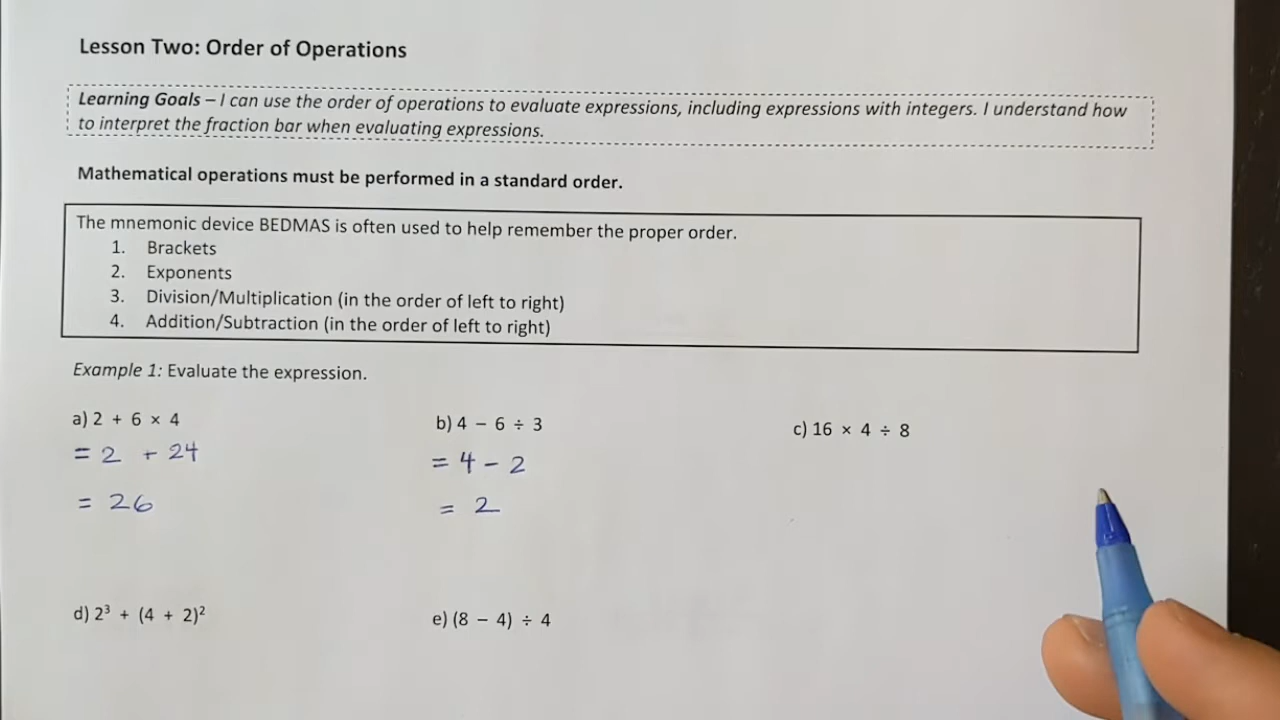 Lesson Two: Order of Operations
Learning Goals – I can use the order of operations to evaluate expressions, including expressions with integers. I understand how
to interpret the fraction bar when evaluating expressions.
Mathematical operations must be performed in a standard order.
The mnemonic device BEDMAS is often used to help remember the proper order.
1. Brackets
2. Exponents
3. Division/Multiplication (in the order of left to right)
4. Addition/Subtraction (in the order of left to right)
Example 1: Evaluate the expression.
a) 2 + 6 × 4
= 2 + 24
= 26
b) 4 − 6 ÷ 3
= 4 − 2
= 2
c) 16 × 4 ÷ 8
d) 2³ + (4 + 2)²
e) (8 − 4) ÷ 4